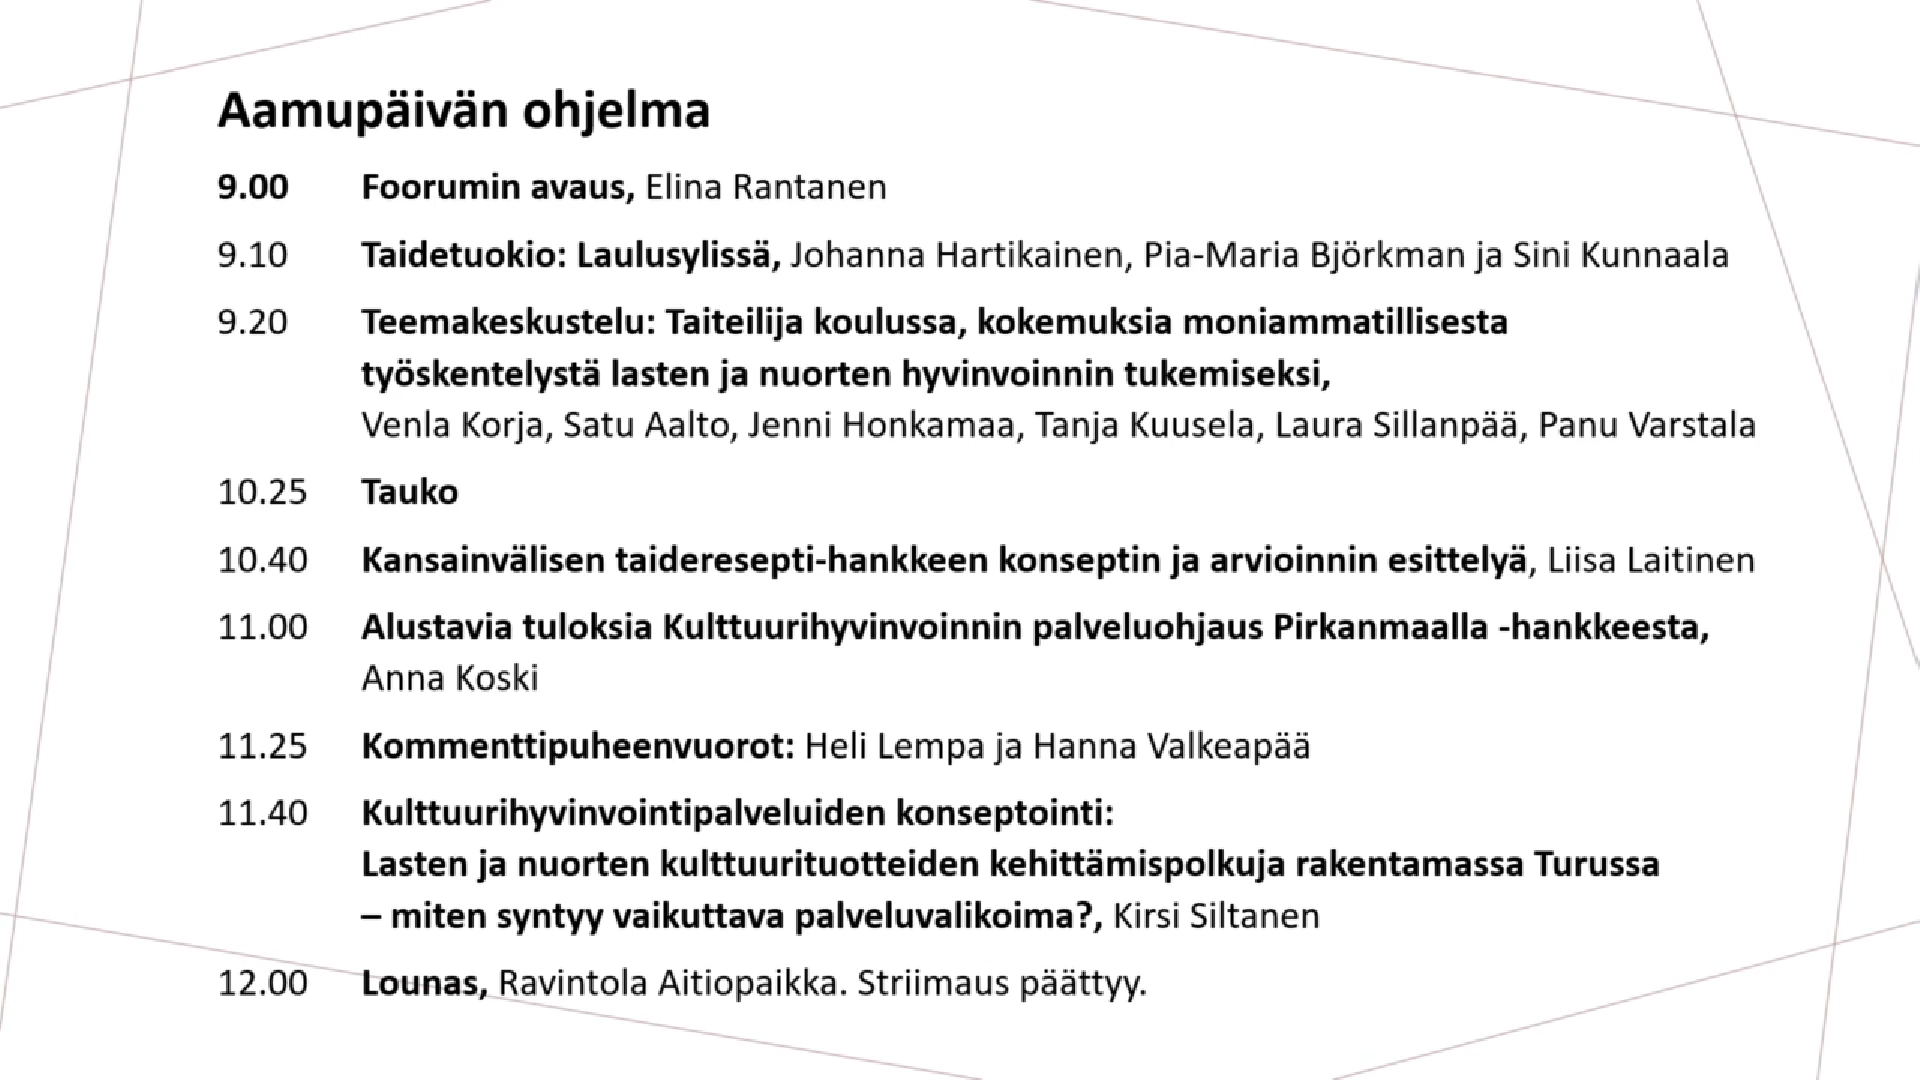 Aamupäivän ohjelma
9.00 Foorumin avaus, Elina Rantanen
9.10 Taidetuokio: Laulusylissä, Johanna Hartikainen, Pia-Maria Björkman ja Sini Kunnaala
9.20 Teemakeskustelu: Taiteilija koulussa, kokemuksia moniammatillisesta
työskentelystä lasten ja nuorten hyvinvoinnin tukemiseksi,
Venla Korja, Satu Aalto, Jenni Honkamaa, Tanja Kuusela, Laura Sillanpää, Panu Varstala
10.25 Tauko
10.40 Kansainvälisen taideresepti-hankkeen konseptin ja arvioinnin esittelyä, Liisa Laitinen
11.00 Alustavia tuloksia Kulttuurihyvinvoinnin palveluohjaus Pirkanmaalla -hankkeesta,
Anna Koski
11.25 Kommenttipuheenvuorot: Heli Lempa ja Hanna Valkeapää
11.40 Kulttuurihyvinvointipalveluiden konseptointi:
Lasten ja nuorten kulttuurituotteiden kehittämispolkuja rakentamassa Turussa
– miten syntyy vaikuttava palveluvalikoima?, Kirsi Siltanen
12.00 Lounas, Ravintola Aitiopaikka. Striimaus päättyy.